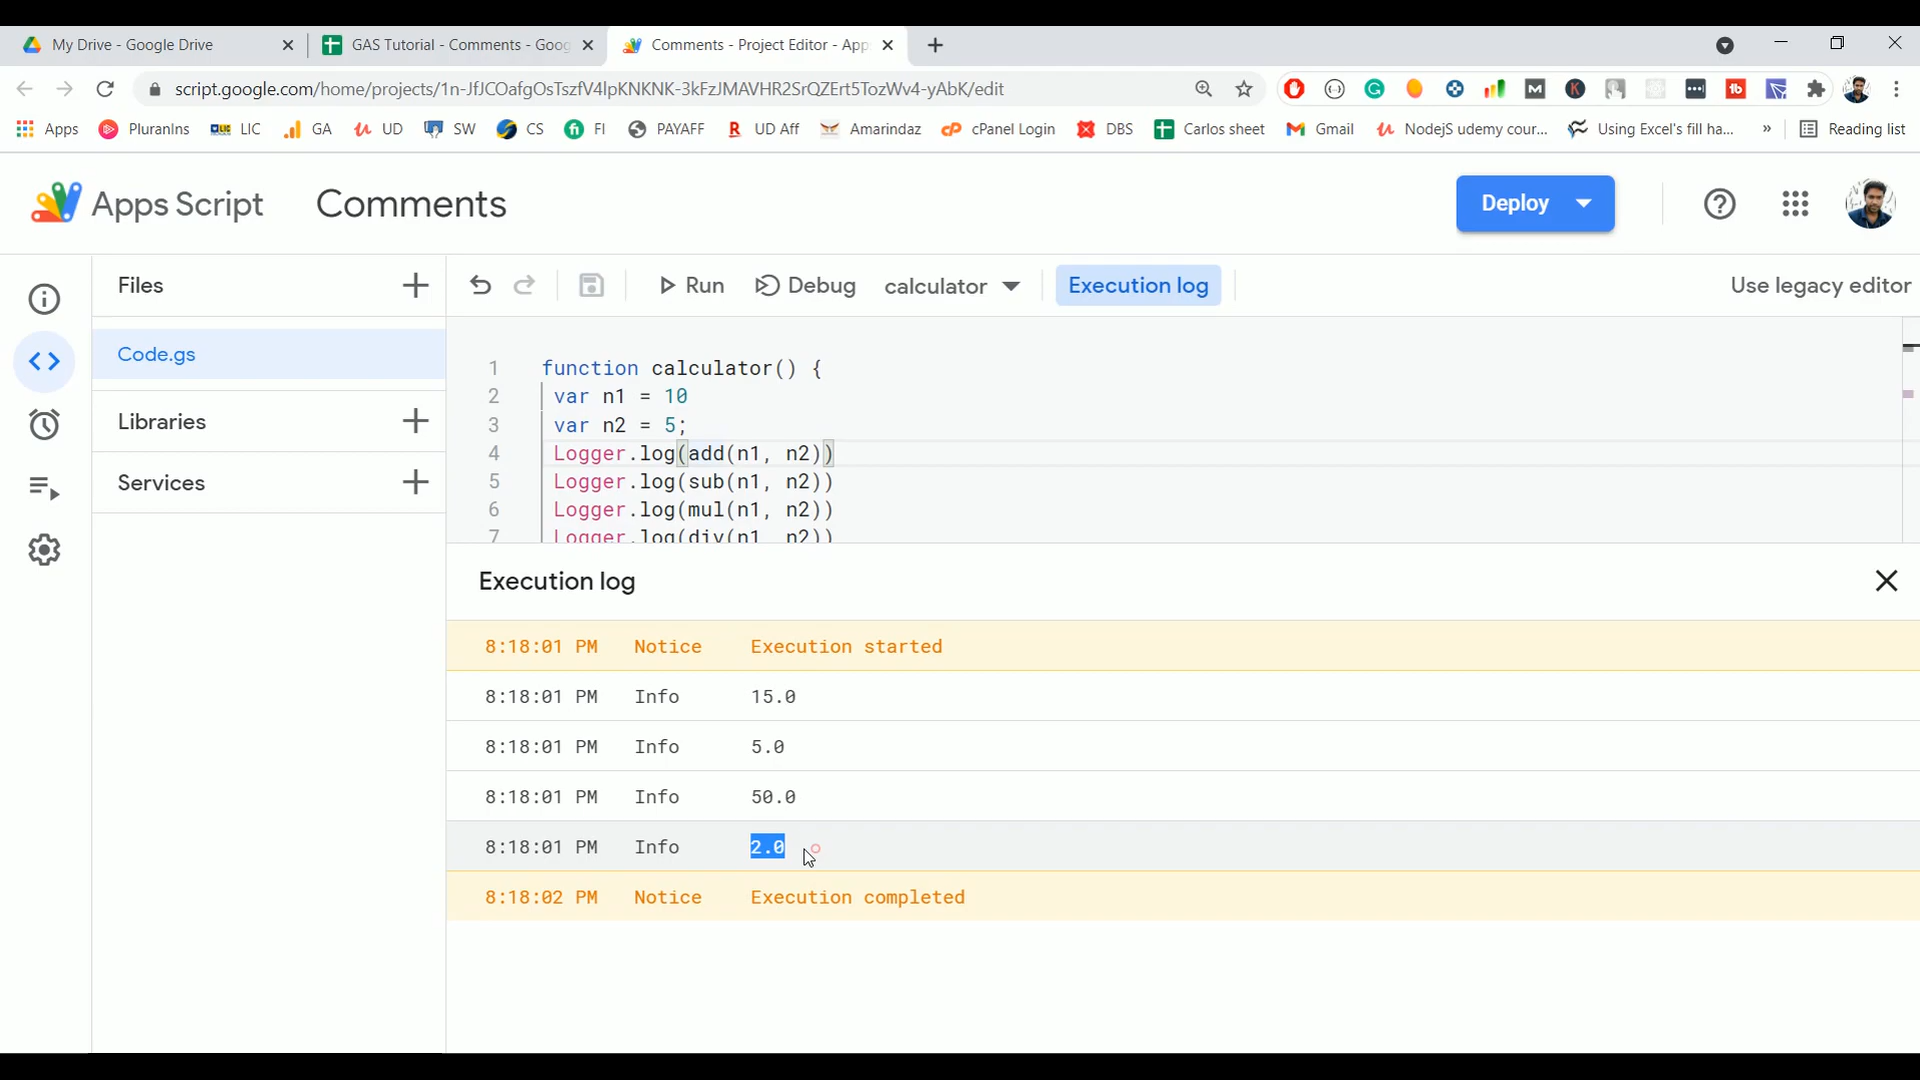 My Drive - Google Drive
GAS Tutorial - Comments - Goog
Comments - Project Editor - App
script.google.com/home/projects/1n-JfJCOafgOsTszfV4lpKNKNK-3kFzJMAVHR2SrQZErt5TozWv4-yAbK/edit
Apps PluranIns LIC GA UD SW CS FI PAYAFF UD Aff Amarindaz cPanel Login DBS Carlos sheet Gmail NodejS udemy cour... Using Excel's fill ha... » Reading list
Apps Script Comments Deploy
Files
Run Debug calculator Execution log Use legacy editor
Code.gs
Libraries
Services
1 function calculator() {
2 var n1 = 10
3 var n2 = 5;
4 Logger.log(add(n1, n2))
5 Logger.log(sub(n1, n2))
6 Logger.log(mul(n1, n2))
7 Logger.log(div(n1, n2))
Execution log
8:18:01 PM Notice Execution started
8:18:01 PM Info 15.0
8:18:01 PM Info 5.0
8:18:01 PM Info 50.0
8:18:01 PM Info 2.0
8:18:02 PM Notice Execution completed